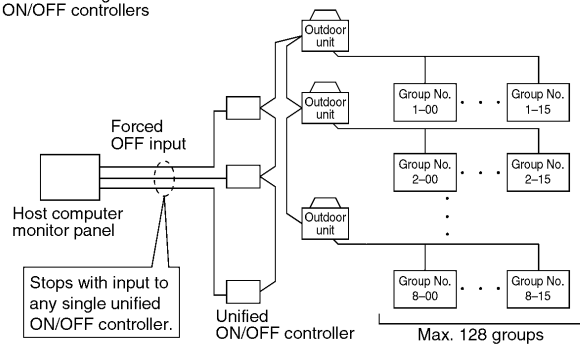 ON/OFF controllers
Outdoor
unit
Group No.
1–00
Group No.
1–15
Outdoor
unit
Forced
OFF input
Group No.
2–00
Group No.
2–15
Host computer
monitor panel
Outdoor
unit
Stops with input to
any single unified
ON/OFF controller.
Unified
ON/OFF controller
Group No.
8–00
Group No.
8–15
Max. 128 groups